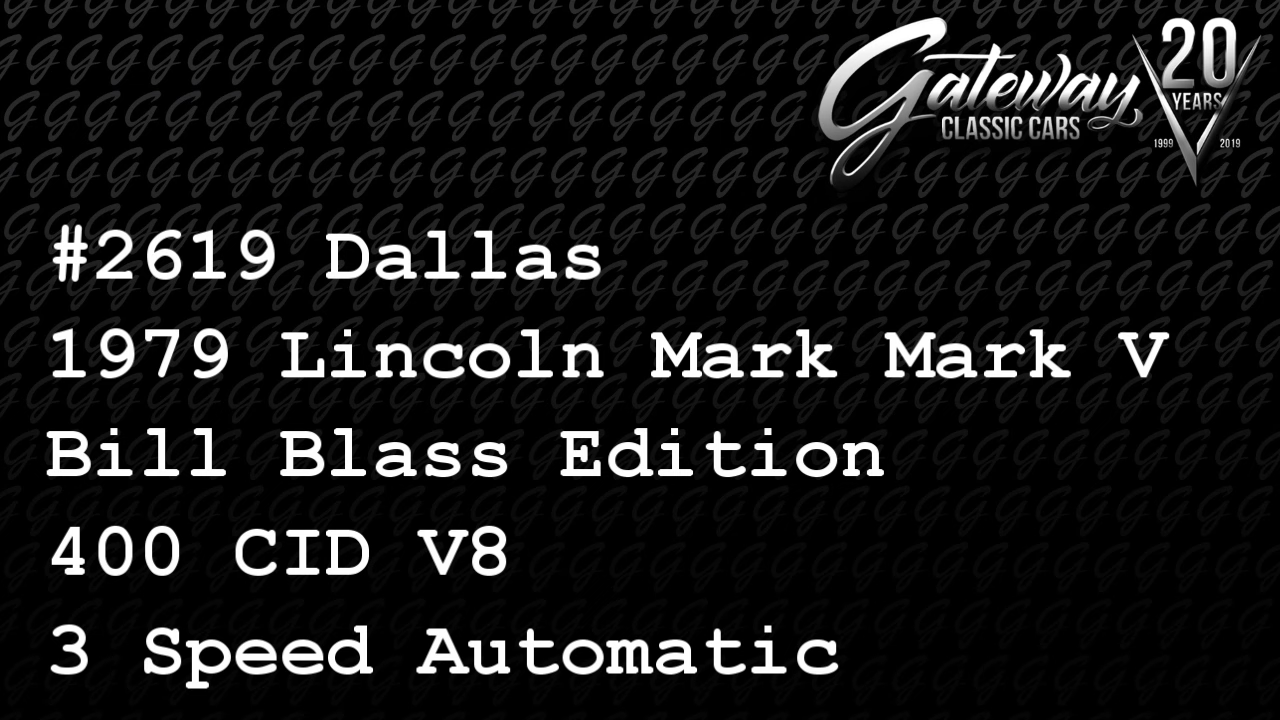 Gateway
CLASSIC CARS
20
YEARS
1999 2019
#2619 Dallas
1979 Lincoln Mark Mark V
Bill Blass Edition
400 CID V8
3 Speed Automatic